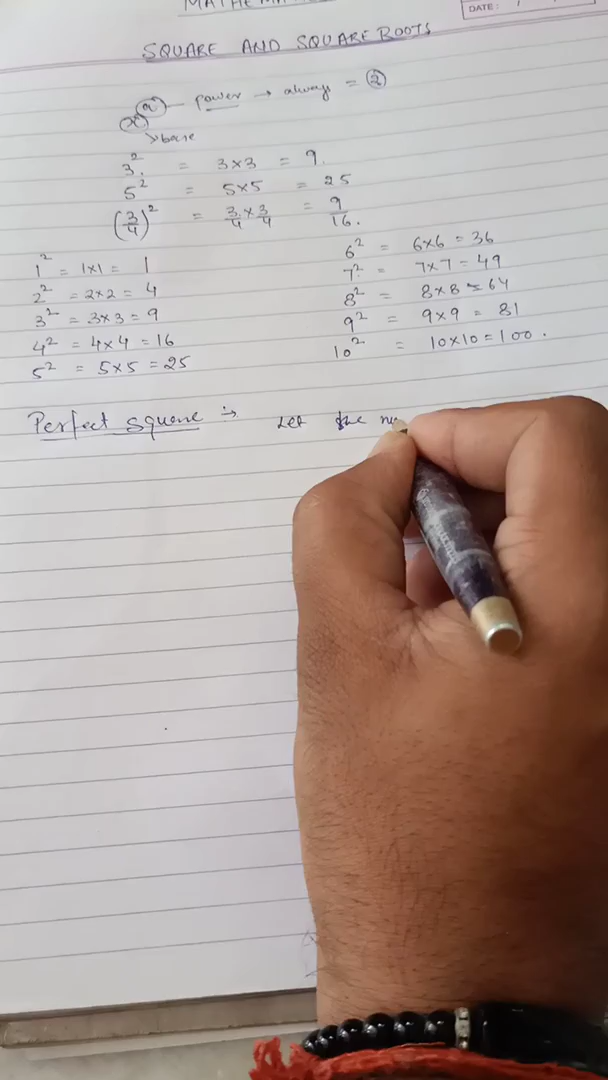 DATE:
SQUARE AND SQUARE ROOTS
power → always = 2
x
base
3² = 3×3 = 9.
5² = 5×5 = 25
(3/4)² = 3/4 × 3/4 = 9/16.
1² = 1×1 = 1
2² = 2×2 = 4
3² = 3×3 = 9
4² = 4×4 = 16
5² = 5×5 = 25
6² = 6×6 = 36
7² = 7×7 = 49
8² = 8×8 = 64
9² = 9×9 = 81
10² = 10×10 = 100.
Perfect square :→ Let the